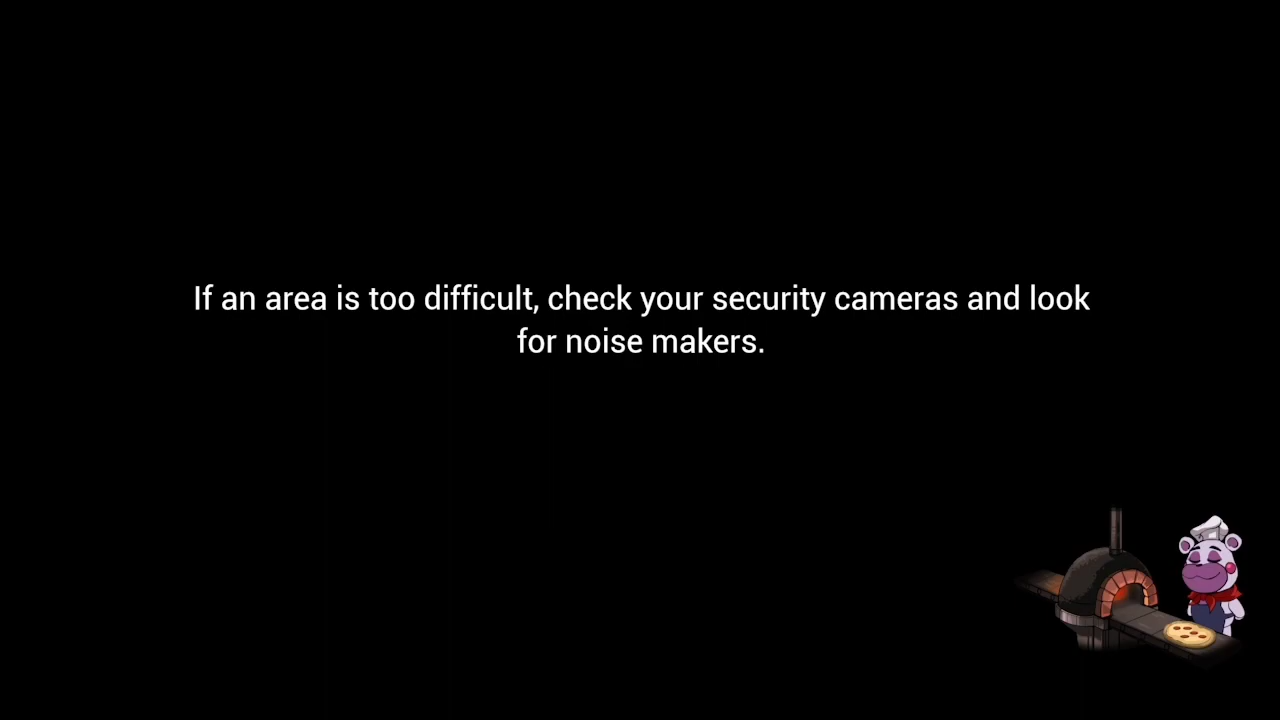 If an area is too difficult, check your security cameras and look
for noise makers.